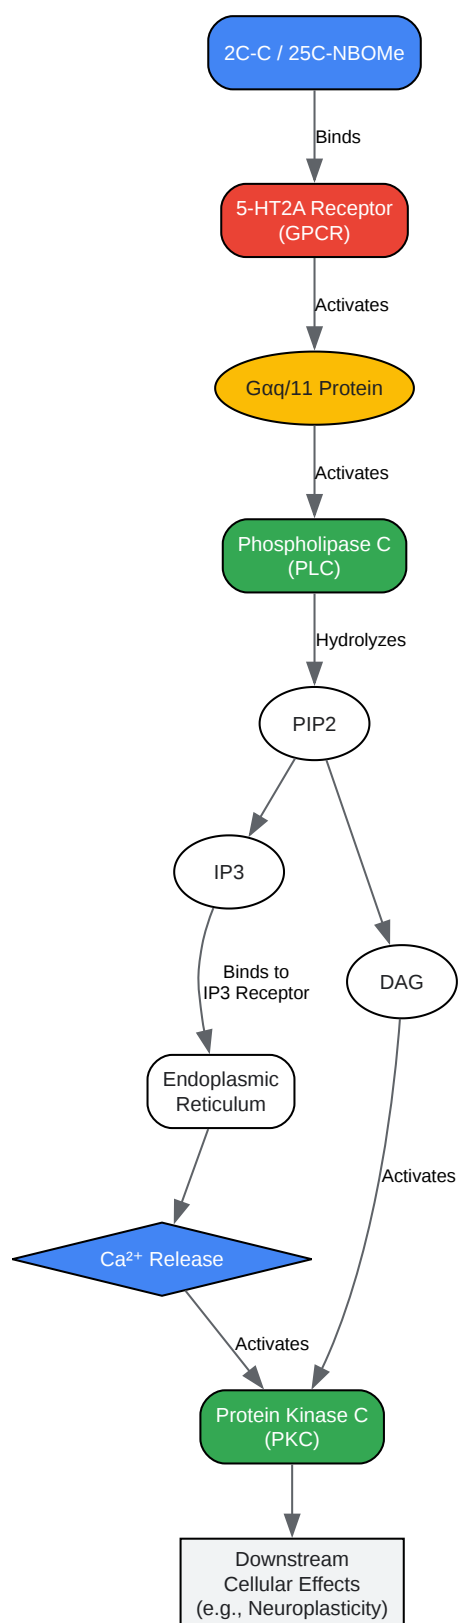 2C-C / 25C-NBOMe
Binds
5-HT2A Receptor
(GPCR)
Activates
Gαq/11 Protein
Activates
Phospholipase C
(PLC)
Hydrolyzes
PIP2
IP3
Binds to
IP3 Receptor
DAG
Endoplasmic
Reticulum
Activates
Ca²⁺ Release
Activates
Protein Kinase C
(PKC)
Downstream
Cellular Effects
(e.g., Neuroplasticity)